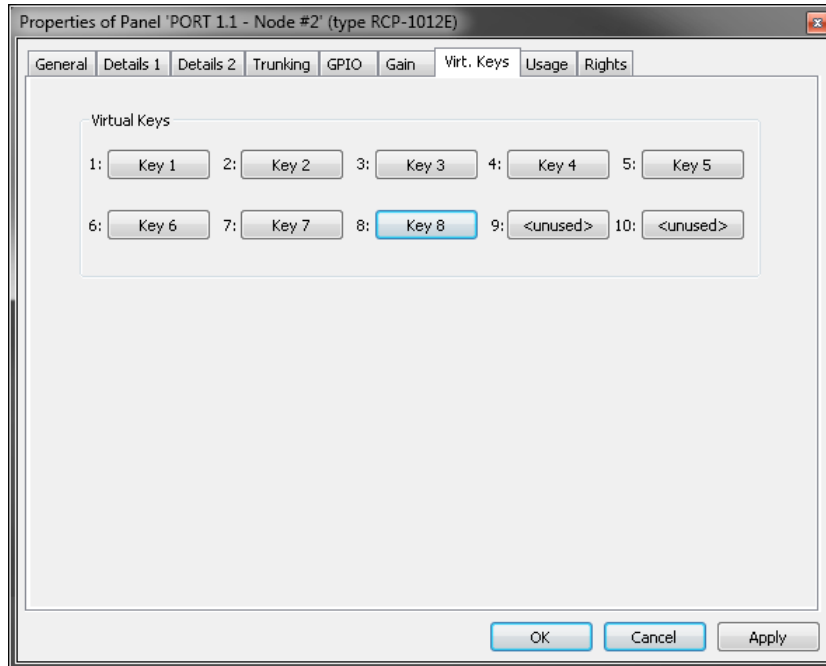 Properties of Panel 'PORT 1.1 - Node #2' (type RCP-1012E)
General Details 1 Details 2 Trunking GPIO Gain Virt. Keys Usage Rights
Virtual Keys
1: Key 1 2: Key 2 3: Key 3 4: Key 4 5: Key 5
6: Key 6 7: Key 7 8: Key 8 9: <unused> 10: <unused>
OK Cancel Apply